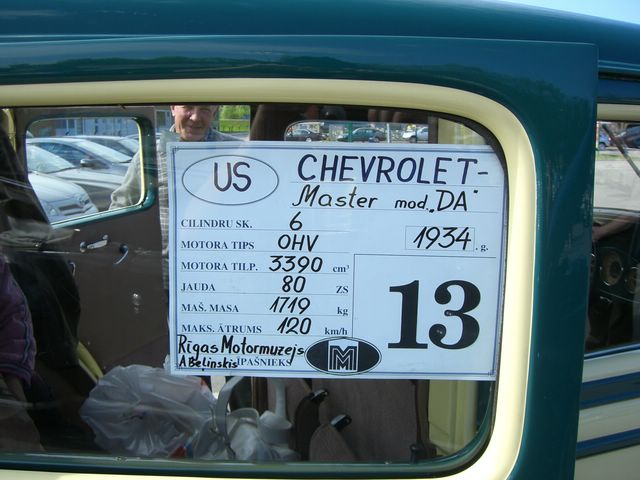 US
CHEVROLET-
Master mod. „DA"
CILINDRU SK. 6
MOTORA TIPS OHV
1934 .g.
MOTORA TILP. 3390 cm³
JAUDA 80 ZS
MAŠ. MASA 1719 kg
MAKS. ĀTRUMS 120 km/h
13
Rīgas Motormuzejs
A Beļinskis ĪPAŠNIEKS
M